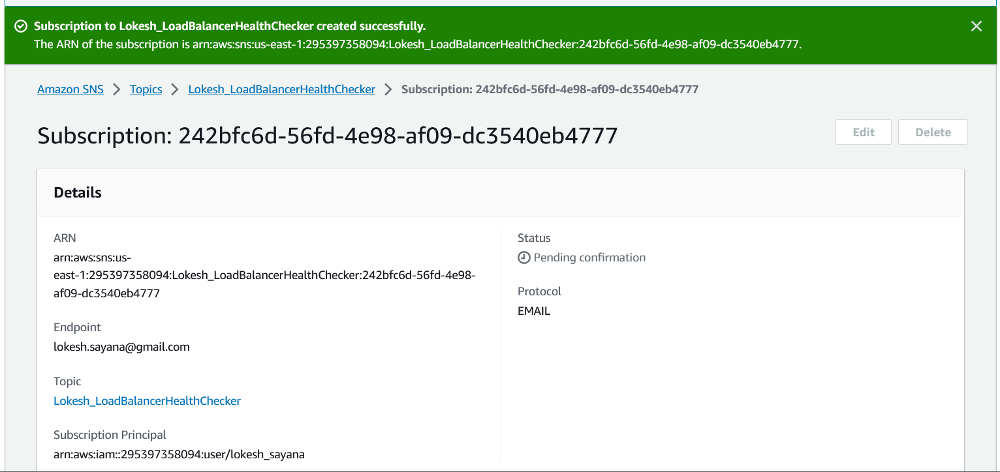 Subscription to Lokesh_LoadBalancerHealthChecker created successfully.
The ARN of the subscription is arn:aws:sns:us-east-1:295397358094:Lokesh_LoadBalancerHealthChecker:242bfc6d-56fd-4e98-af09-dc3540eb4777.
Amazon SNS > Topics > Lokesh_LoadBalancerHealthChecker > Subscription: 242bfc6d-56fd-4e98-af09-dc3540eb4777
Subscription: 242bfc6d-56fd-4e98-af09-dc3540eb4777
Edit
Delete
Details
ARN
arn:aws:sns:us-
east-1:295397358094:Lokesh_LoadBalancerHealthChecker:242bfc6d-56fd-4e98-
af09-dc3540eb4777
Endpoint
lokesh.sayana@gmail.com
Topic
Lokesh_LoadBalancerHealthChecker
Subscription Principal
arn:aws:iam::295397358094:user/lokesh_sayana
Status
Pending confirmation
Protocol
EMAIL